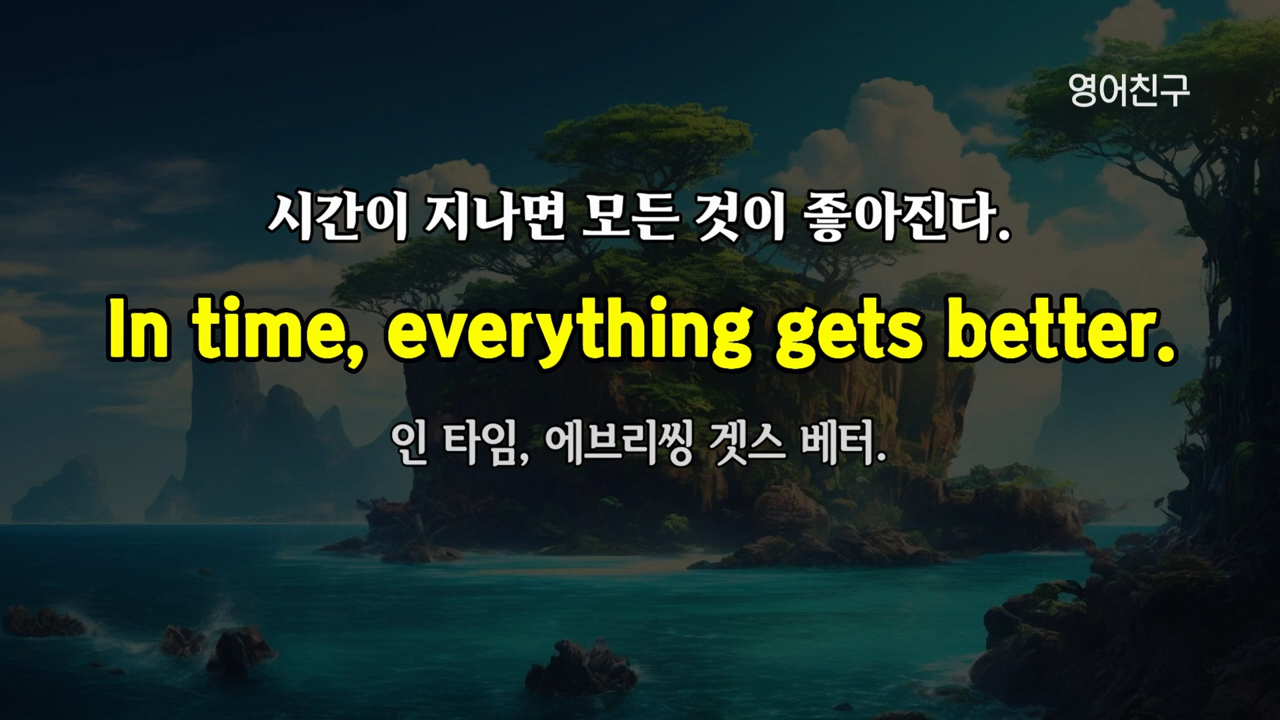 영어친구
시간이 지나면 모든 것이 좋아진다.
In time, everything gets better.
인 타임, 에브리씽 겟스 베터.